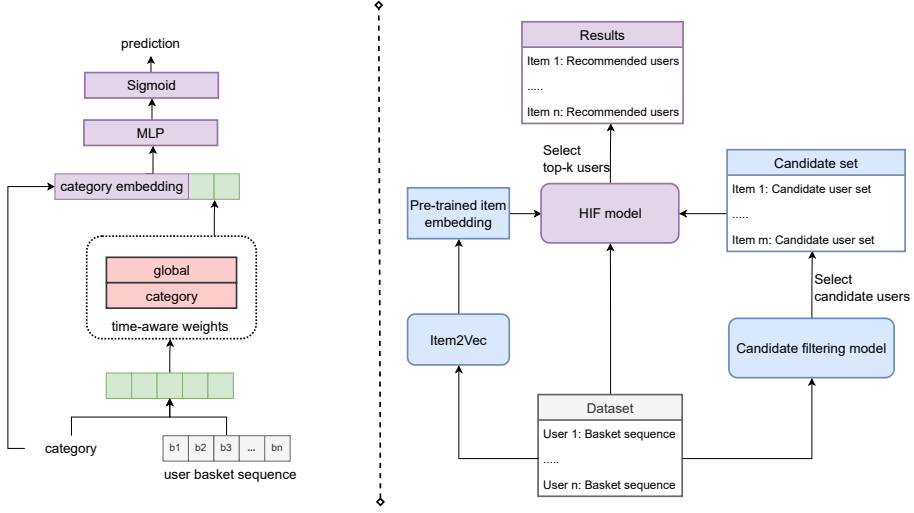 prediction
Sigmoid
MLP
category embedding
global
category
time-aware weights
category
b1 b2 b3 ... bn
user basket sequence
Results
Item 1: Recommended users
.....
Item n: Recommended users
Select
top-k users
Pre-trained item
embedding
HIF model
Candidate set
Item 1: Candidate user set
.....
Item m: Candidate user set
Select
candidate users
Item2Vec
Candidate filtering model
Dataset
User 1: Basket sequence
.....
User n: Basket sequence